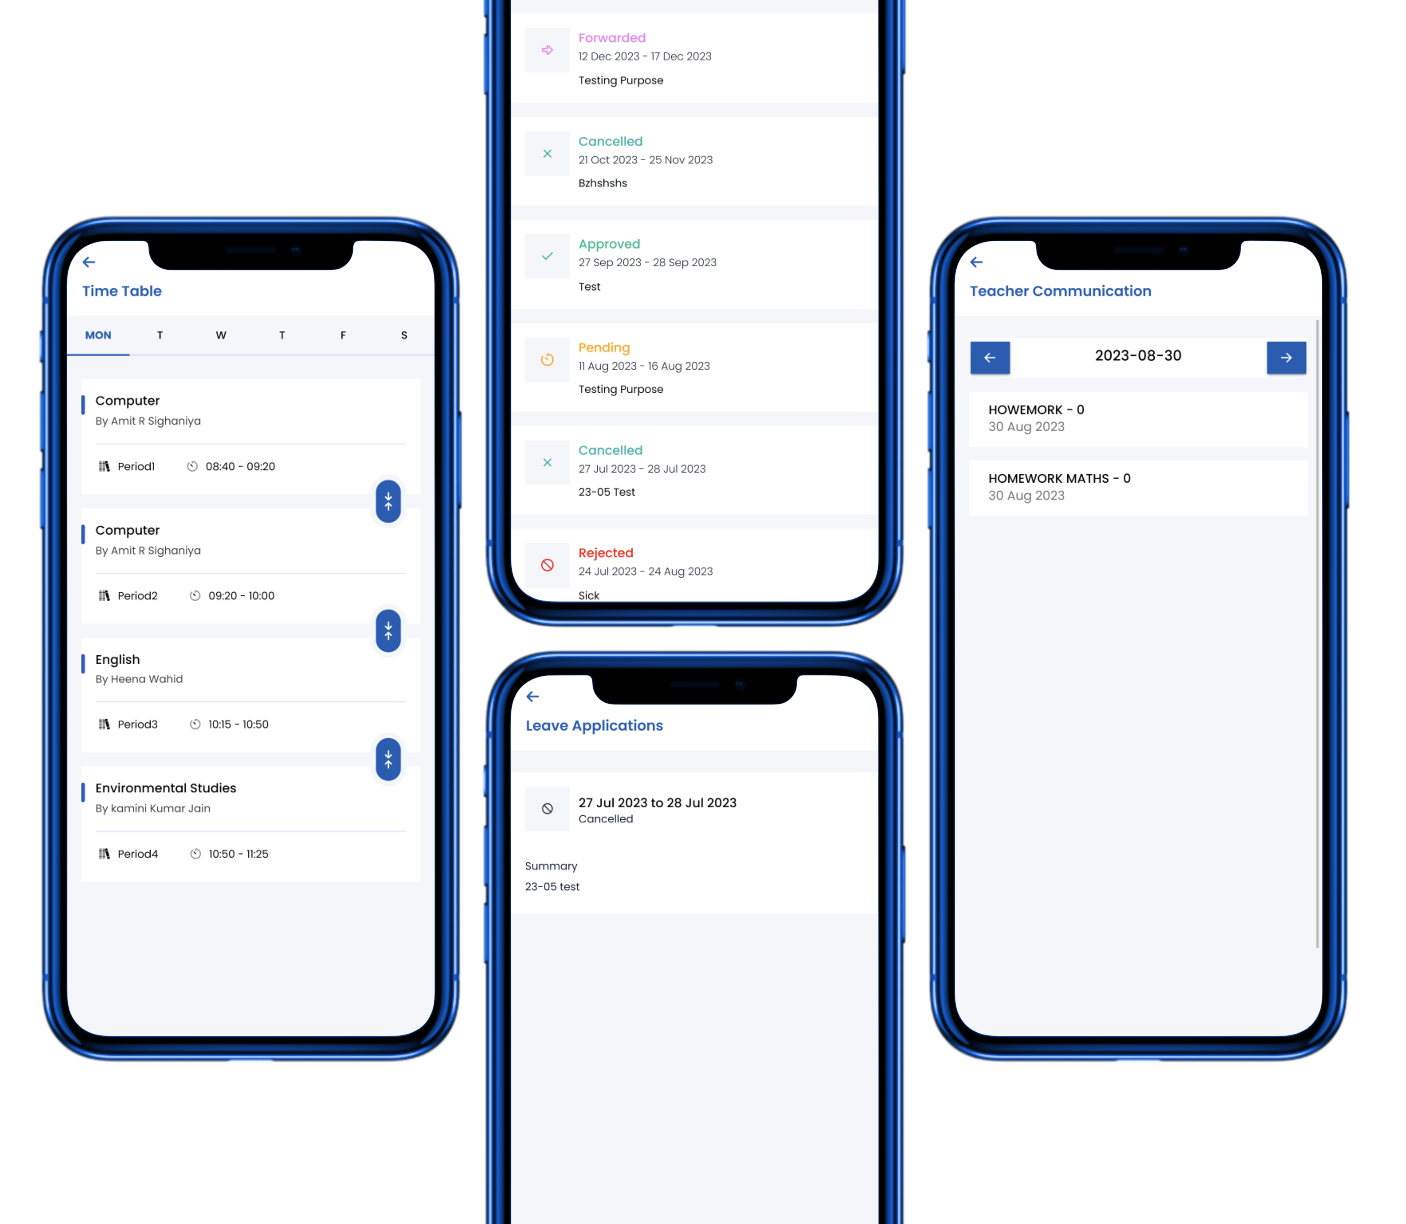 Time Table
MON T W T F S
Computer
By Amit R Sighaniya
Period1 08:40 - 09:20
Computer
By Amit R Sighaniya
Period2 09:20 - 10:00
English
By Heena Wahid
Period3 10:15 - 10:50
Environmental Studies
By kamini Kumar Jain
Period4 10:50 - 11:25
Forwarded
12 Dec 2023 - 17 Dec 2023
Testing Purpose
Cancelled
21 Oct 2023 - 25 Nov 2023
Bzhshshs
Approved
27 Sep 2023 - 28 Sep 2023
Test
Pending
11 Aug 2023 - 16 Aug 2023
Testing Purpose
Cancelled
27 Jul 2023 - 28 Jul 2023
23-05 Test
Rejected
24 Jul 2023 - 24 Aug 2023
Sick
Leave Applications
27 Jul 2023 to 28 Jul 2023
Cancelled
Summary
23-05 test
Teacher Communication
2023-08-30
HOWEMORK - 0
30 Aug 2023
HOMEWORK MATHS - 0
30 Aug 2023